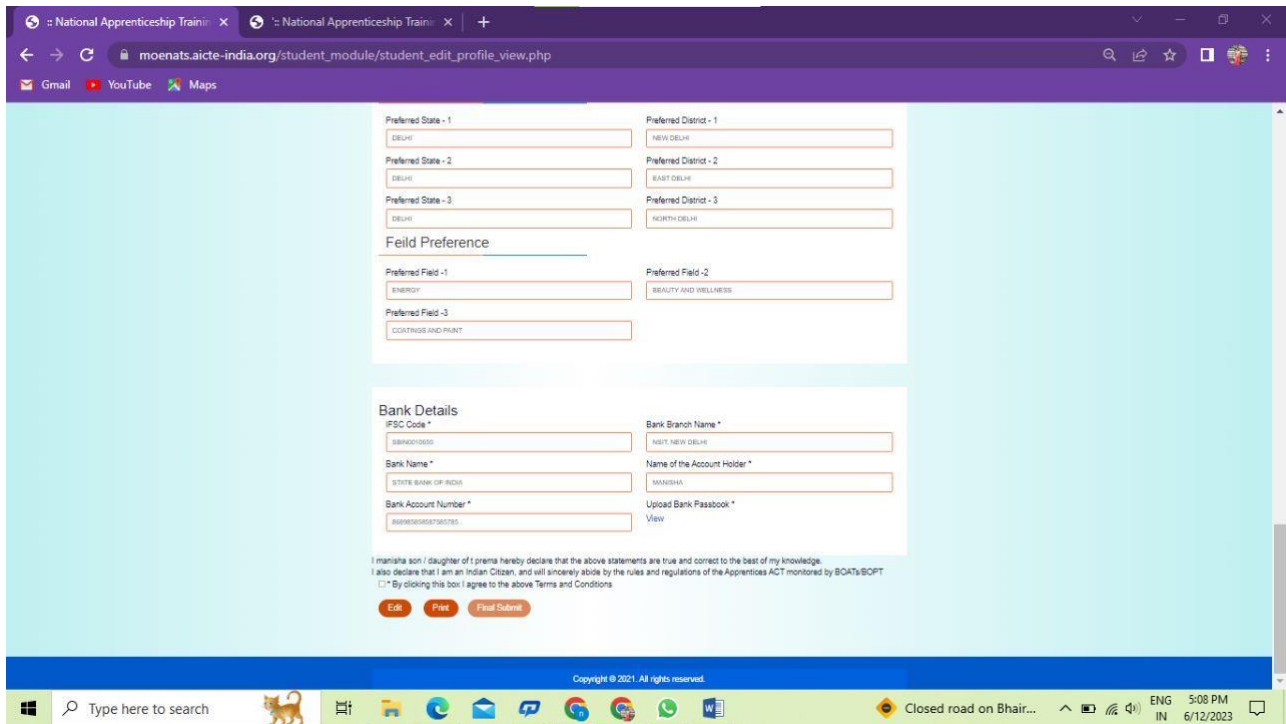 :: National Apprenticeship Trainin
':: National Apprenticeship Trainin
moenats.aicte-india.org/student_module/student_edit_profile_view.php
Gmail YouTube Maps
Preferred State - 1 Preferred District - 1
DELHI NEW DELHI
Preferred State - 2 Preferred District - 2
DELHI EAST DELHI
Preferred State - 3 Preferred District - 3
DELHI NORTH DELHI
Feild Preference
Preferred Field -1 Preferred Field -2
ENERGY BEAUTY AND WELLNESS
Preferred Field -3
COATINGS AND PAINT
Bank Details
IFSC Code * Bank Branch Name *
NSIT, NEW DELHI
Bank Name * Name of the Account Holder *
STATE BANK OF INDIA MANISHA
Bank Account Number * Upload Bank Passbook *
View
I manisha son / daughter of t prema hereby declare that the above statements are true and correct to the best of my knowledge.
I also declare that I am an Indian Citizen, and will sincerely abide by the rules and regulations of the Apprentices ACT monitored by BOATs/BOPT
* By clicking this box I agree to the above Terms and Conditions
Edit Print Final Submit
Copyright © 2021. All rights reserved.
Type here to search
Closed road on Bhair...
ENG
IN
5:08 PM
6/12/2023